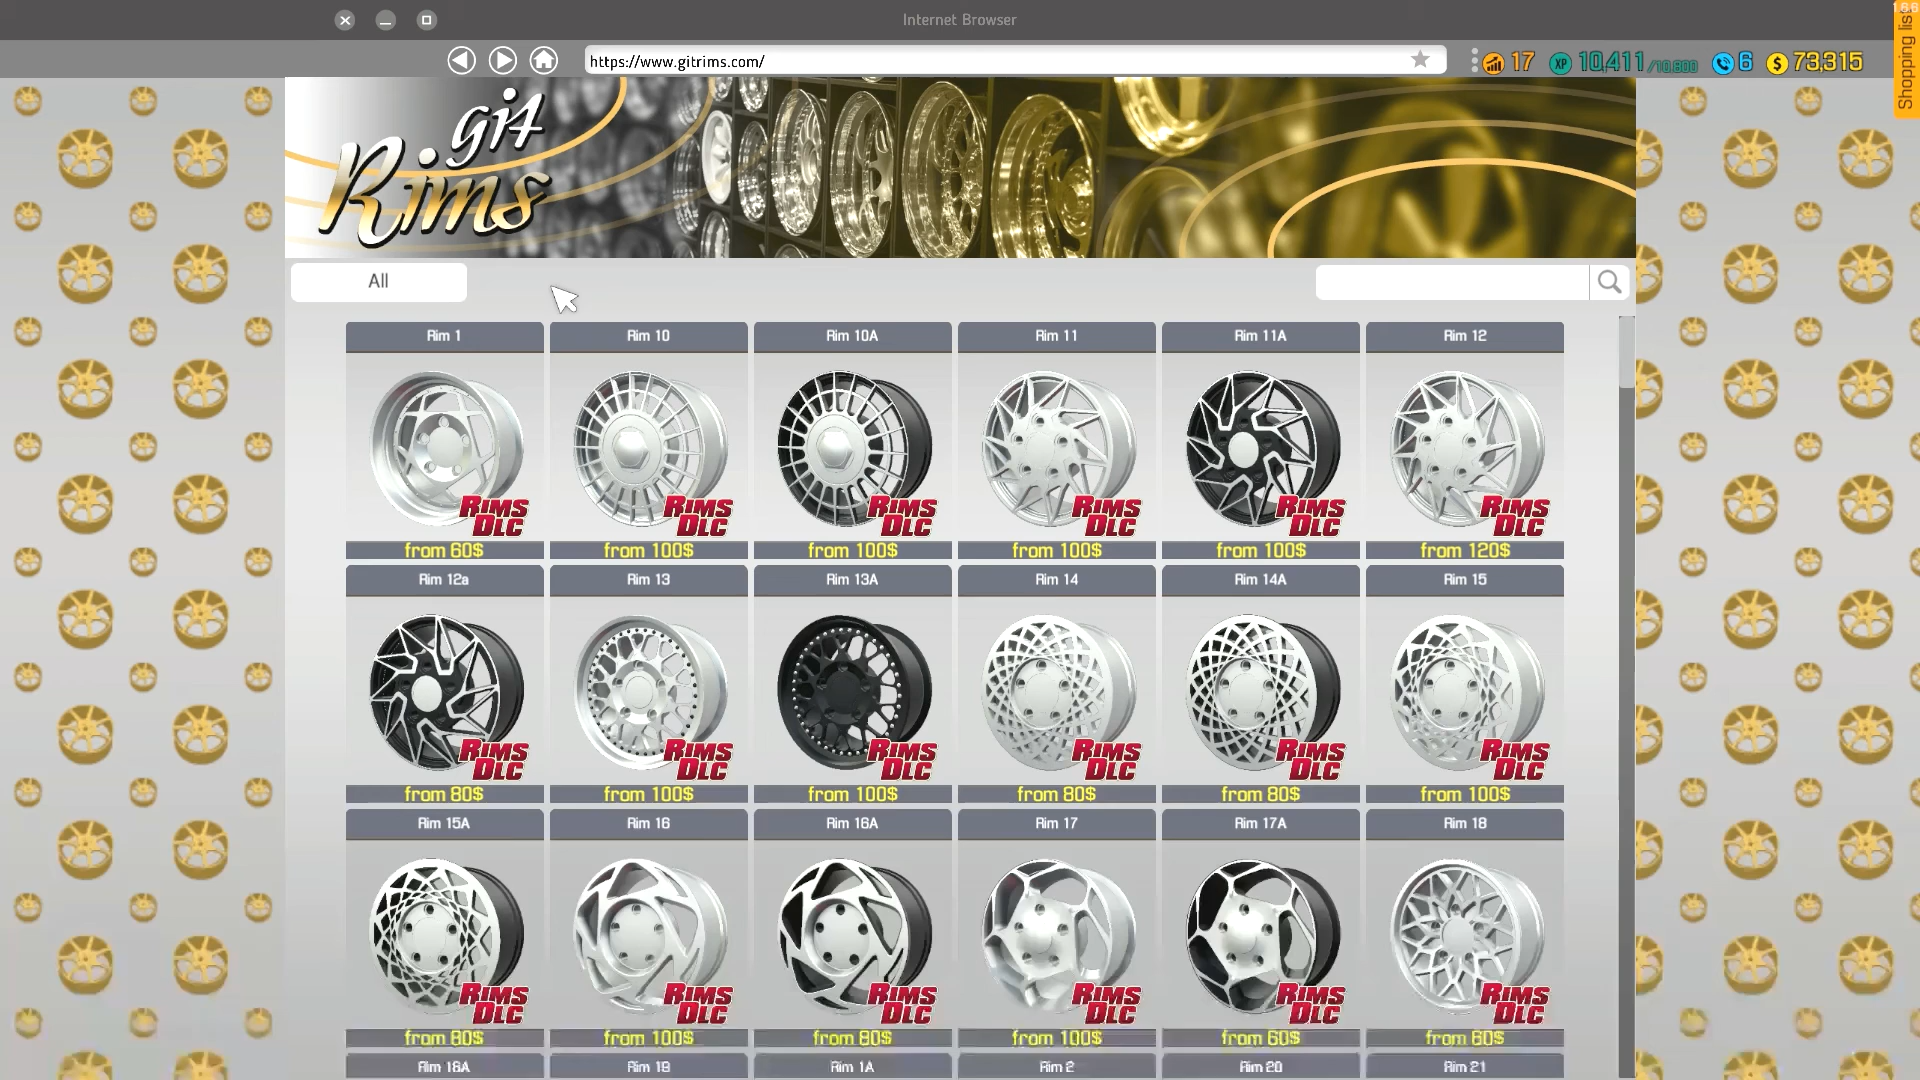 Internet Browser
1.6.6
Shopping list
https://www.gitrims.com/
17
XP 10,411/10,800
6
$ 73,315
git
Rims
All
Rim 1 Rim 10 Rim 10A Rim 11 Rim 11A Rim 12
RIMS DLC RIMS DLC RIMS DLC RIMS DLC RIMS DLC RIMS DLC
from 60$ from 100$ from 100$ from 100$ from 100$ from 120$
Rim 12a Rim 13 Rim 13A Rim 14 Rim 14A Rim 15
RIMS DLC RIMS DLC RIMS DLC RIMS DLC RIMS DLC RIMS DLC
from 80$ from 100$ from 100$ from 80$ from 80$ from 100$
Rim 15A Rim 16 Rim 16A Rim 17 Rim 17A Rim 18
RIMS DLC RIMS DLC RIMS DLC RIMS DLC RIMS DLC RIMS DLC
from 80$ from 100$ from 80$ from 100$ from 60$ from 60$
Rim 18A Rim 19 Rim 1A Rim 2 Rim 20 Rim 21